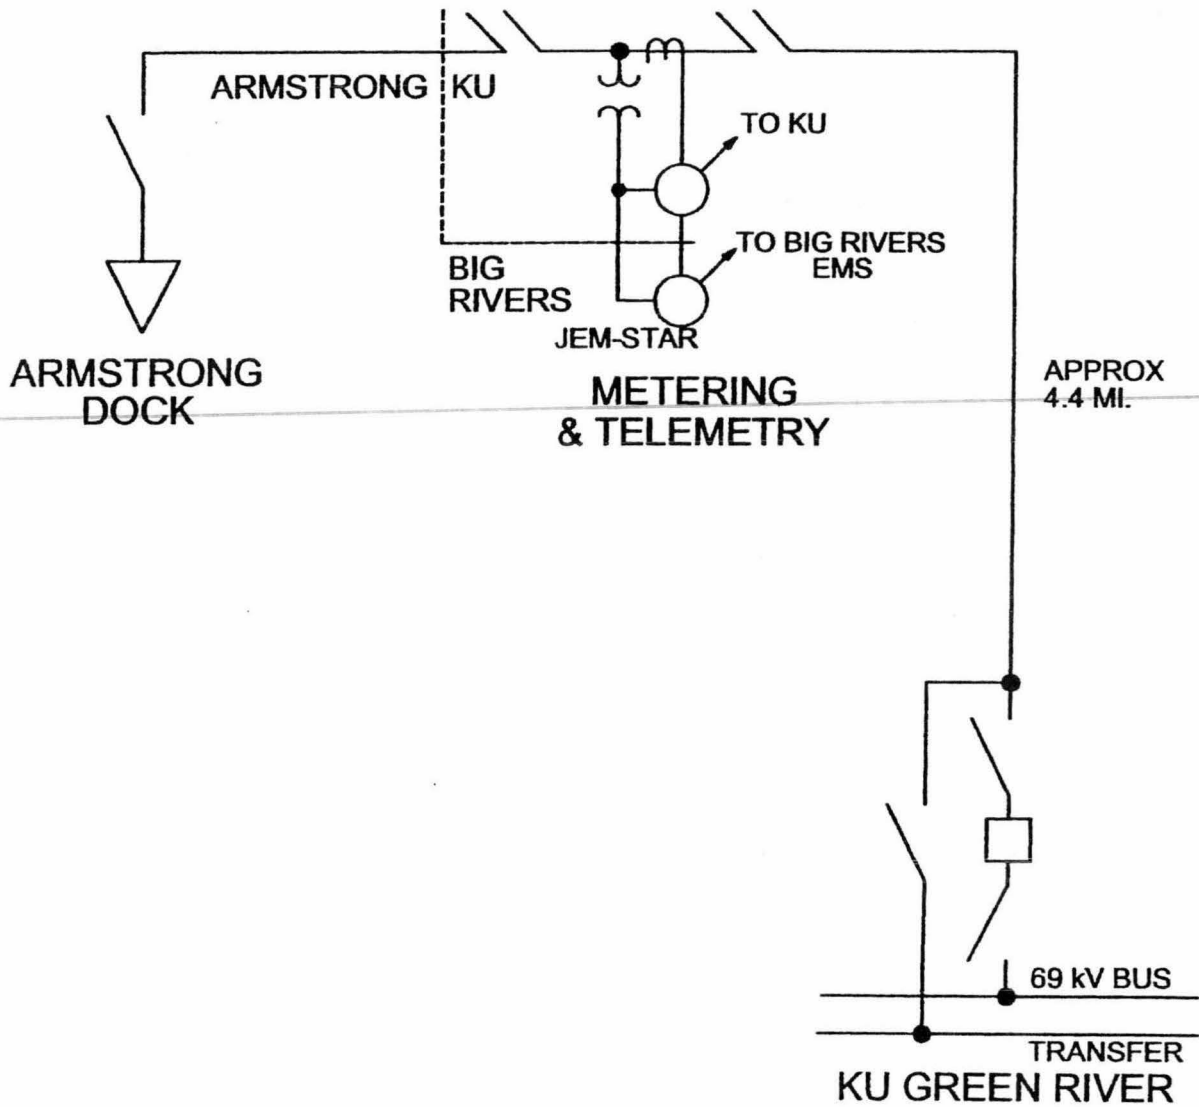 ARMSTRONG KU
TO KU
TO BIG RIVERS
EMS
BIG
RIVERS
JEM-STAR
ARMSTRONG
DOCK
METERING
& TELEMETRY
APPROX
4.4 MI.
69 kV BUS
TRANSFER
KU GREEN RIVER